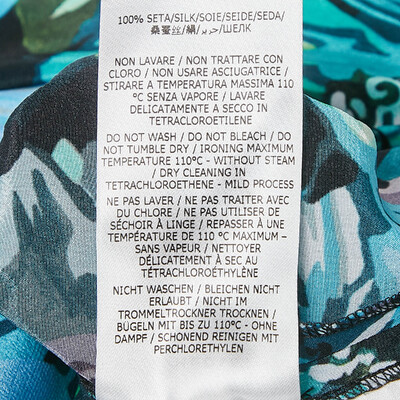 100% SETA/SILK/SOIE/SEIDE/SEDA/
桑蚕丝/絹/حرير/ШЕЛК
NON LAVARE / NON TRATTARE CON
CLORO / NON USARE ASCIUGATRICE /
STIRARE A TEMPERATURA MASSIMA 110
°C SENZA VAPORE / LAVARE
DELICATAMENTE A SECCO IN
TETRACLOROETILENE
DO NOT WASH / DO NOT BLEACH / DO
NOT TUMBLE DRY / IRONING MAXIMUM
TEMPERATURE 110°C - WITHOUT STEAM
/ DRY CLEANING IN
TETRACHLOROETHENE - MILD PROCESS
NE PAS LAVER / NE PAS TRAITER AVEC
DU CHLORE / NE PAS UTILISER DE
SÉCHOIR À LINGE / REPASSER À UNE
TEMPÉRATURE DE 110 °C MAXIMUM –
SANS VAPEUR / NETTOYER
DÉLICATEMENT À SEC AU
TÉTRACHLOROÉTHYLÈNE
NICHT WASCHEN / BLEICHEN NICHT
ERLAUBT / NICHT IM
TROMMELTROCKNER TROCKNEN /
BÜGELN MIT BIS ZU 110°C - OHNE
DAMPF / SCHONEND REINIGEN MIT
PERCHLORETHYLEN